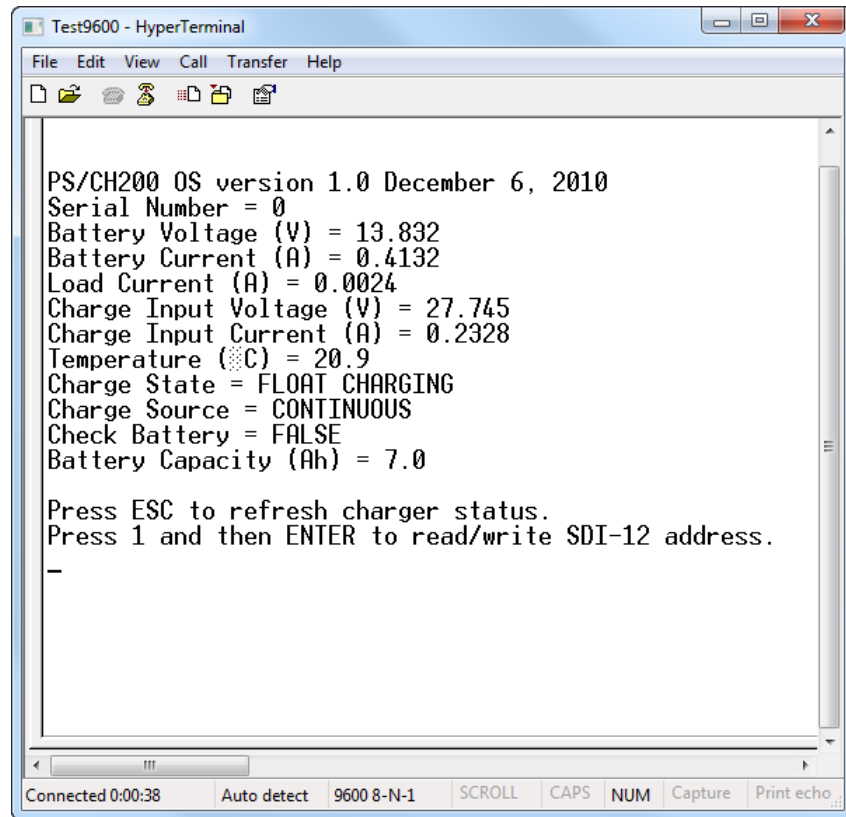 Test9600 - HyperTerminal
File Edit View Call Transfer Help
PS/CH200 OS version 1.0 December 6, 2010
Serial Number = 0
Battery Voltage (V) = 13.832
Battery Current (A) = 0.4132
Load Current (A) = 0.0024
Charge Input Voltage (V) = 27.745
Charge Input Current (A) = 0.2328
Temperature (░C) = 20.9
Charge State = FLOAT CHARGING
Charge Source = CONTINUOUS
Check Battery = FALSE
Battery Capacity (Ah) = 7.0
Press ESC to refresh charger status.
Press 1 and then ENTER to read/write SDI-12 address.
_
Connected 0:00:38 Auto detect 9600 8-N-1 SCROLL CAPS NUM Capture Print echo